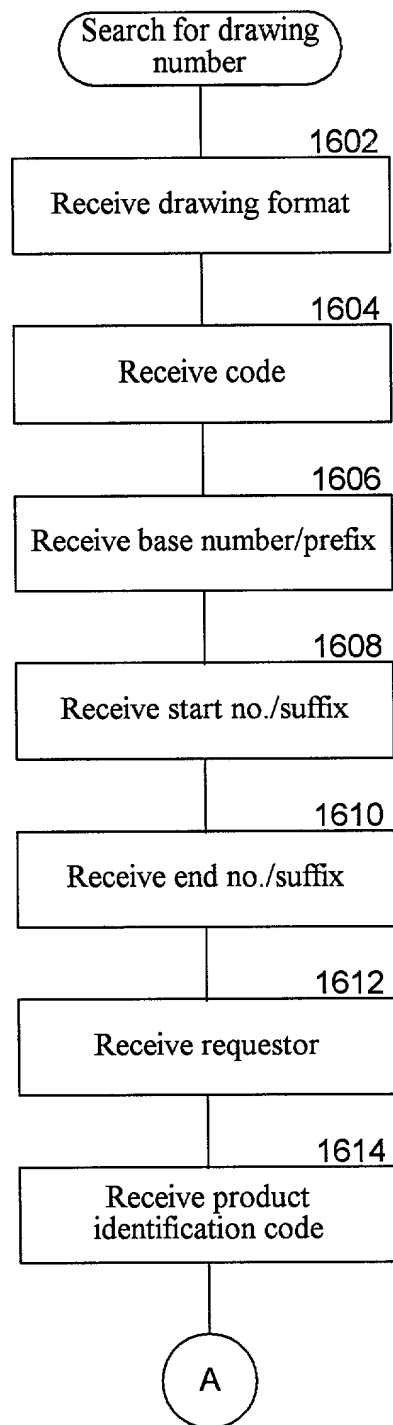 Search for drawing
number
1602
Receive drawing format
1604
Receive code
1606
Receive base number/prefix
1608
Receive start no./suffix
1610
Receive end no./suffix
1612
Receive requestor
1614
Receive product
identification code
A